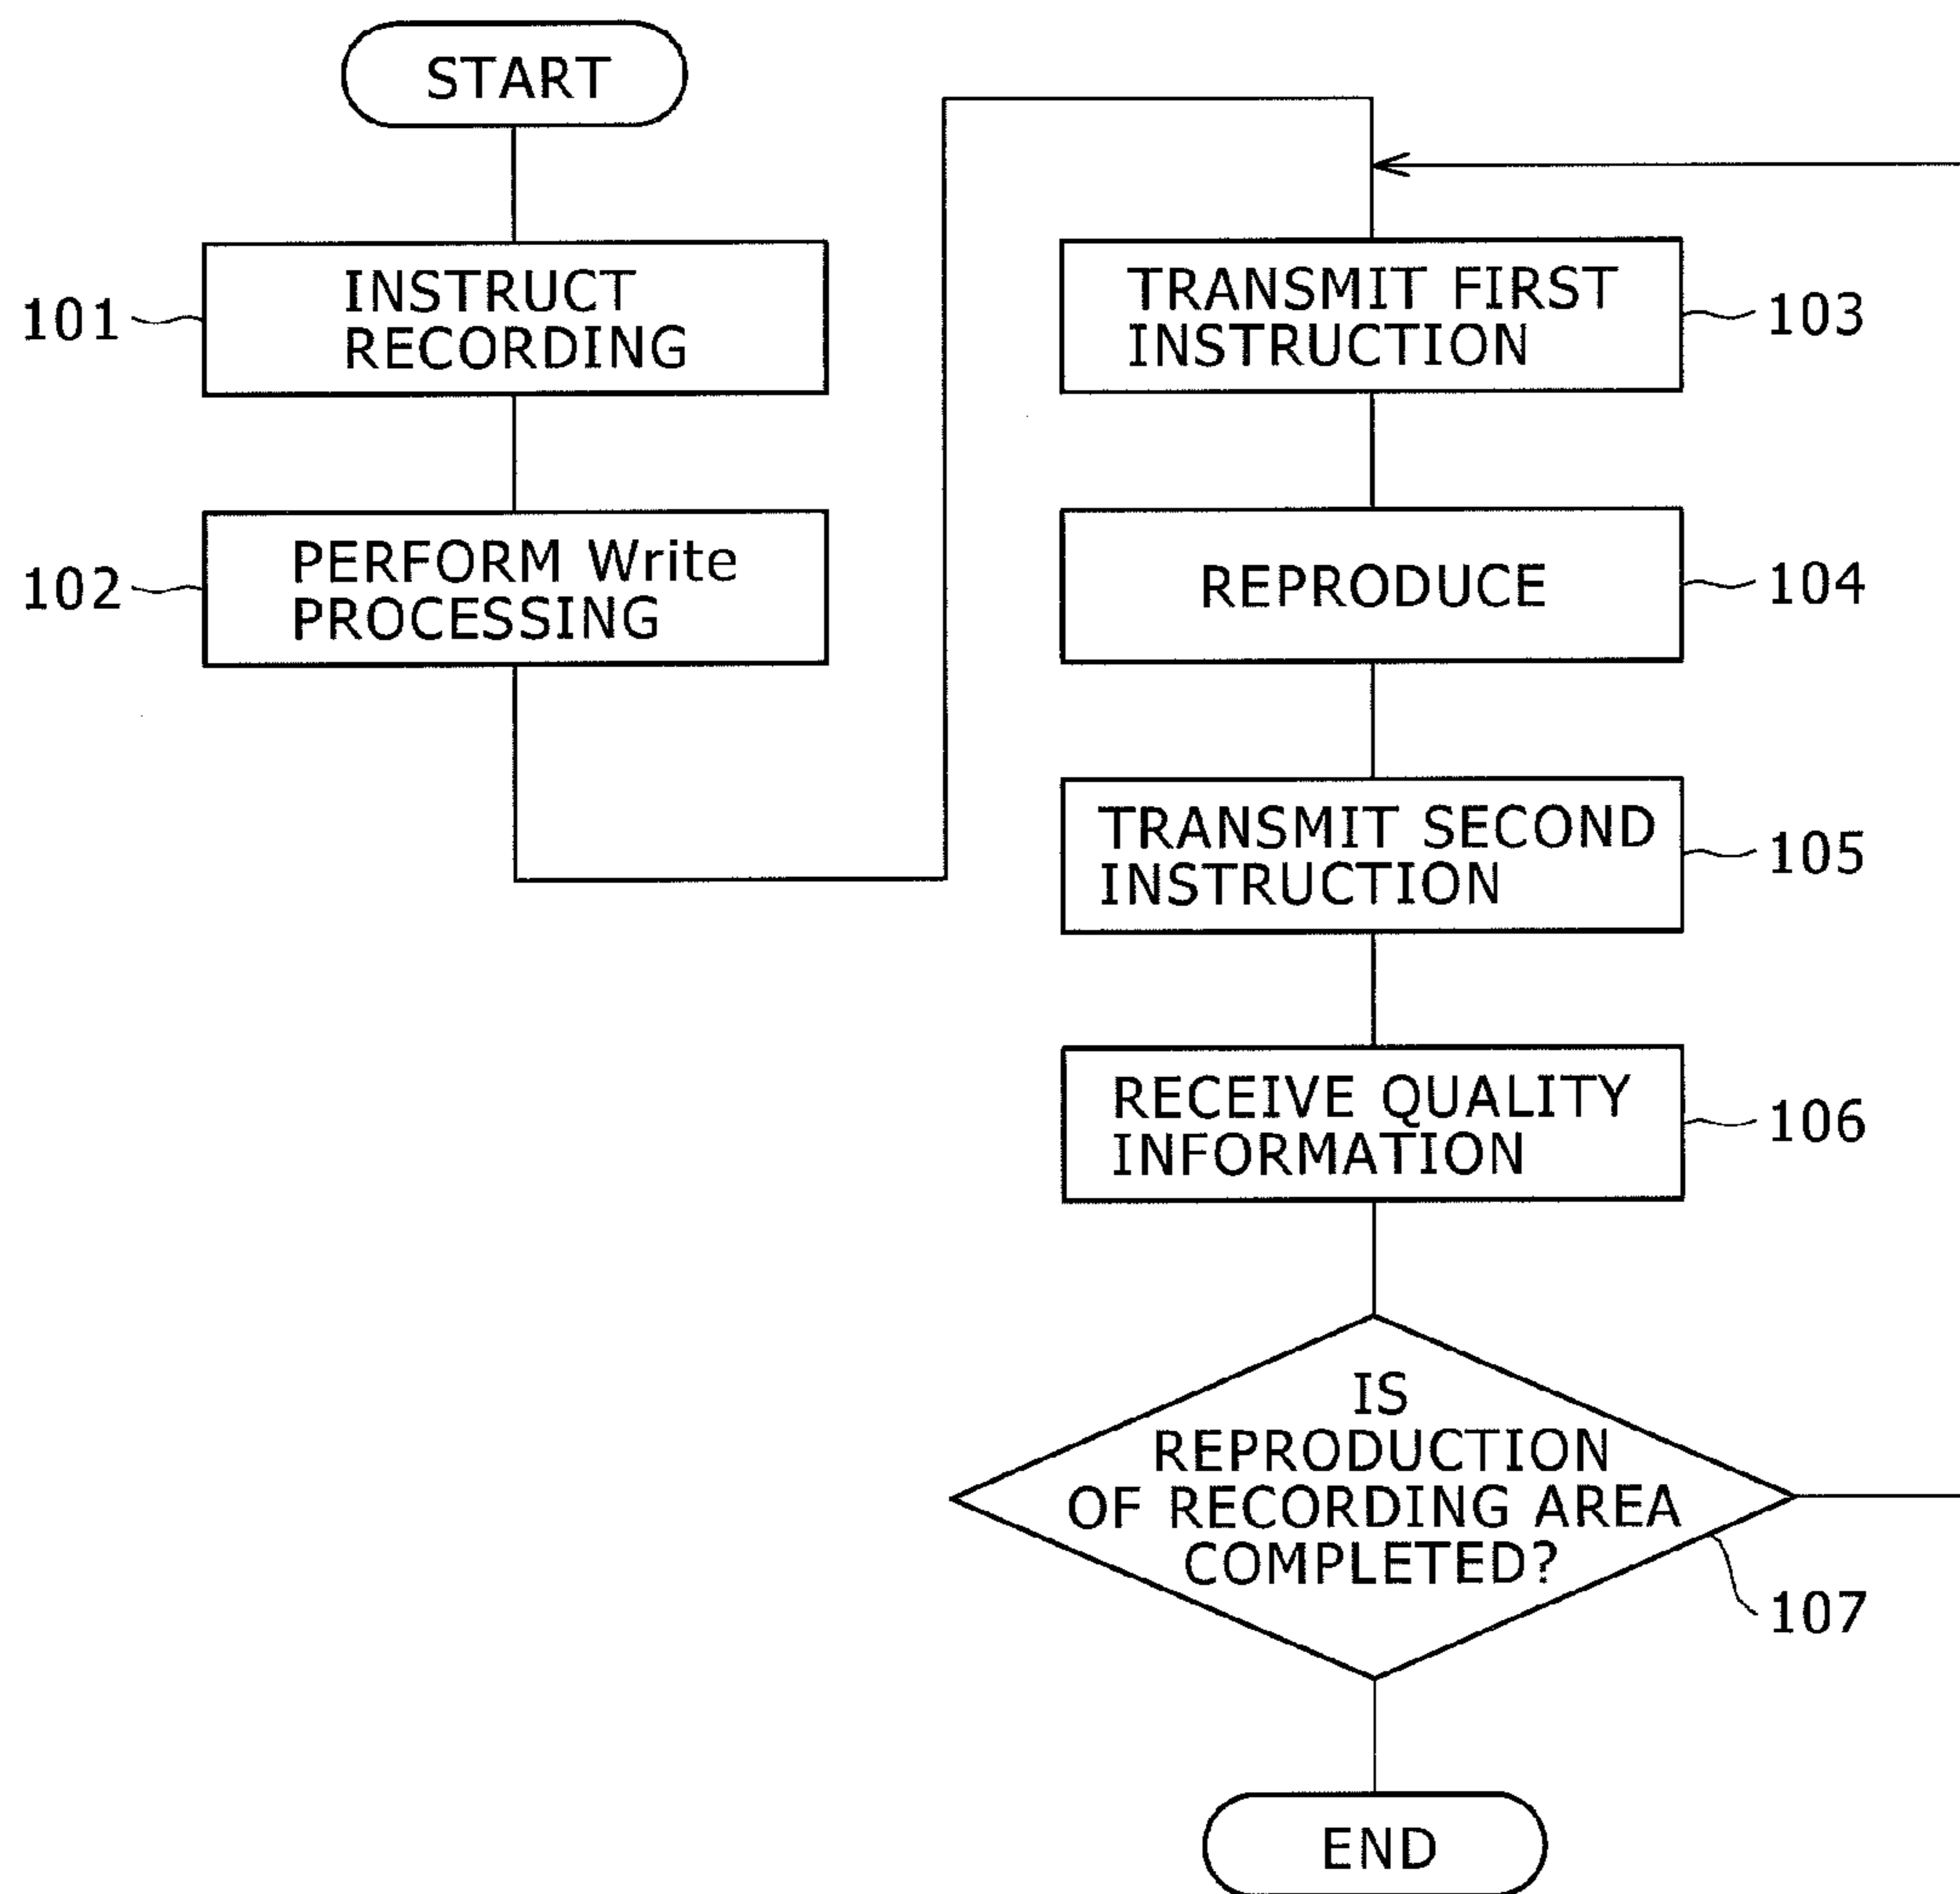 START
101
INSTRUCT
RECORDING
102
PERFORM Write
PROCESSING
TRANSMIT FIRST
INSTRUCTION
103
REPRODUCE
104
TRANSMIT SECOND
INSTRUCTION
105
RECEIVE QUALITY
INFORMATION
106
IS
REPRODUCTION
OF RECORDING AREA
COMPLETED?
107
END